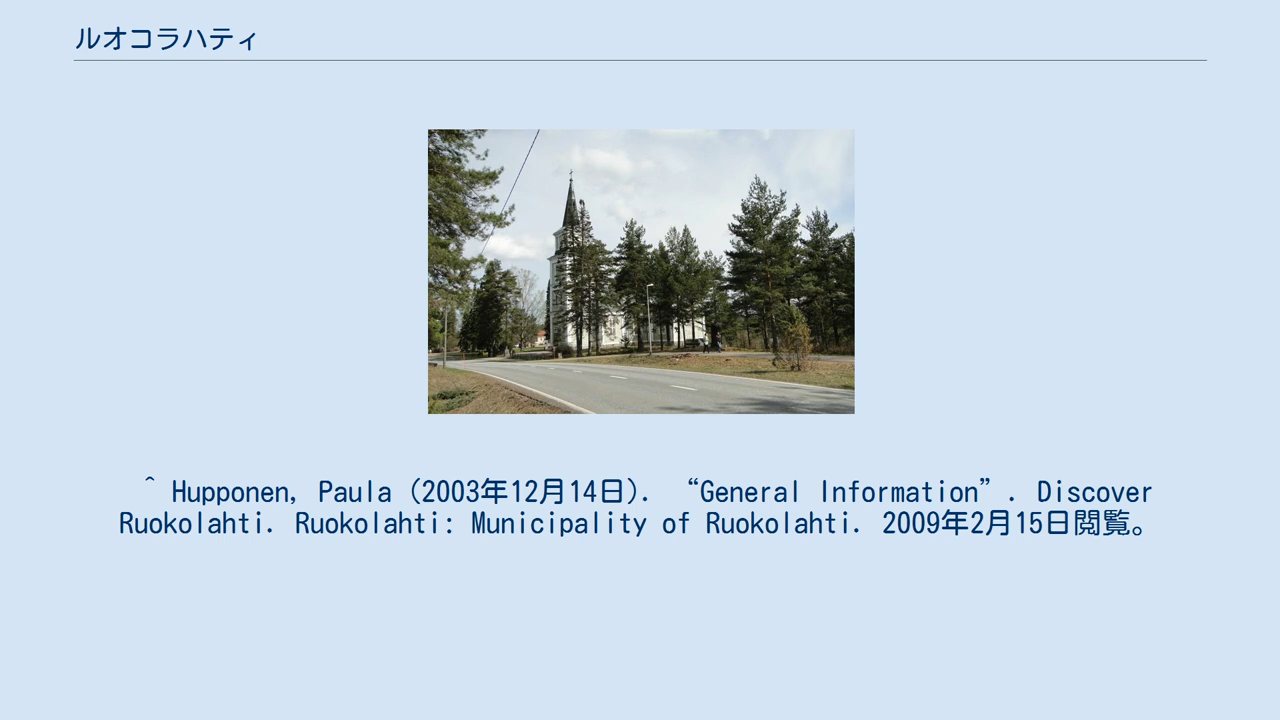 ルオコラハティ
^ Hupponen, Paula (2003年12月14日). “General Information”. Discover
Ruokolahti. Ruokolahti: Municipality of Ruokolahti. 2009年2月15日閲覧。